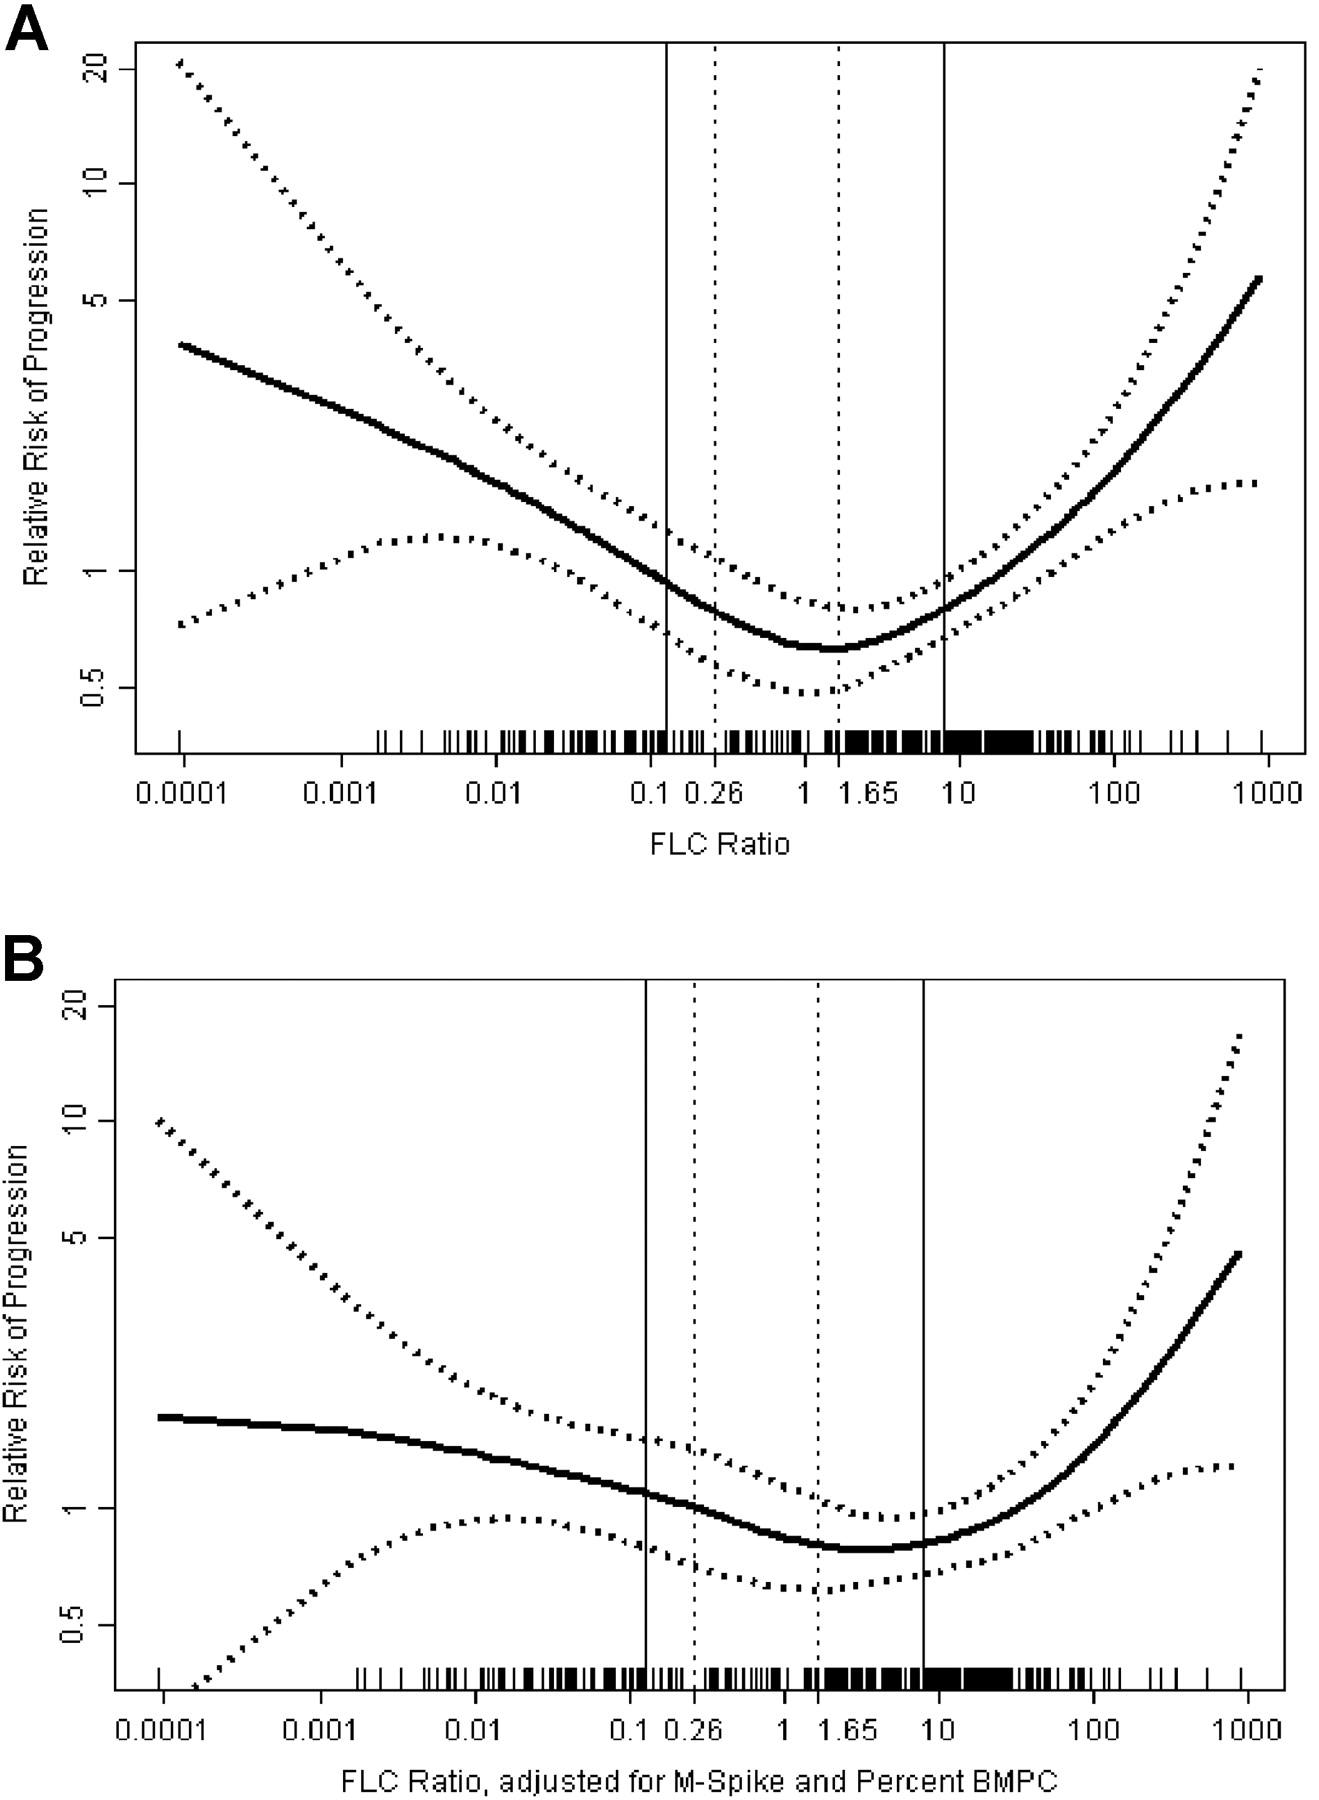 A
Relative Risk of Progression
20
10
5
1
0.5
0.0001 0.001 0.01 0.1 0.26 1 1.65 10 100 1000
FLC Ratio
B
Relative Risk of Progression
20
10
5
1
0.5
0.0001 0.001 0.01 0.1 0.26 1 1.65 10 100 1000
FLC Ratio, adjusted for M-Spike and Percent BMPC